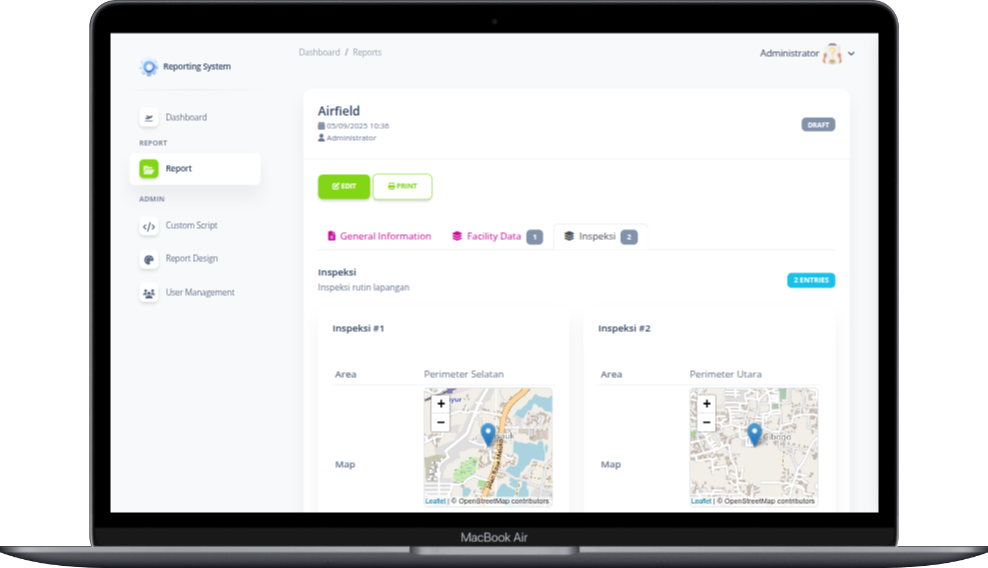 Dashboard / Reports
Administrator
Reporting System
Dashboard
REPORT
Report
ADMIN
Custom Script
Report Design
User Management
Airfield
05/09/2025 10:36
Administrator
DRAFT
EDIT
PRINT
General Information
Facility Data 1
Inspeksi 2
Inspeksi
Inspeksi rutin lapangan
2 ENTRIES
Inspeksi #1
Area Perimeter Selatan
Map
+
−
Leaflet | © OpenStreetMap contributors
Inspeksi #2
Area Perimeter Utara
Map
+
−
Cibogo
Leaflet | © OpenStreetMap contributors
MacBook Air